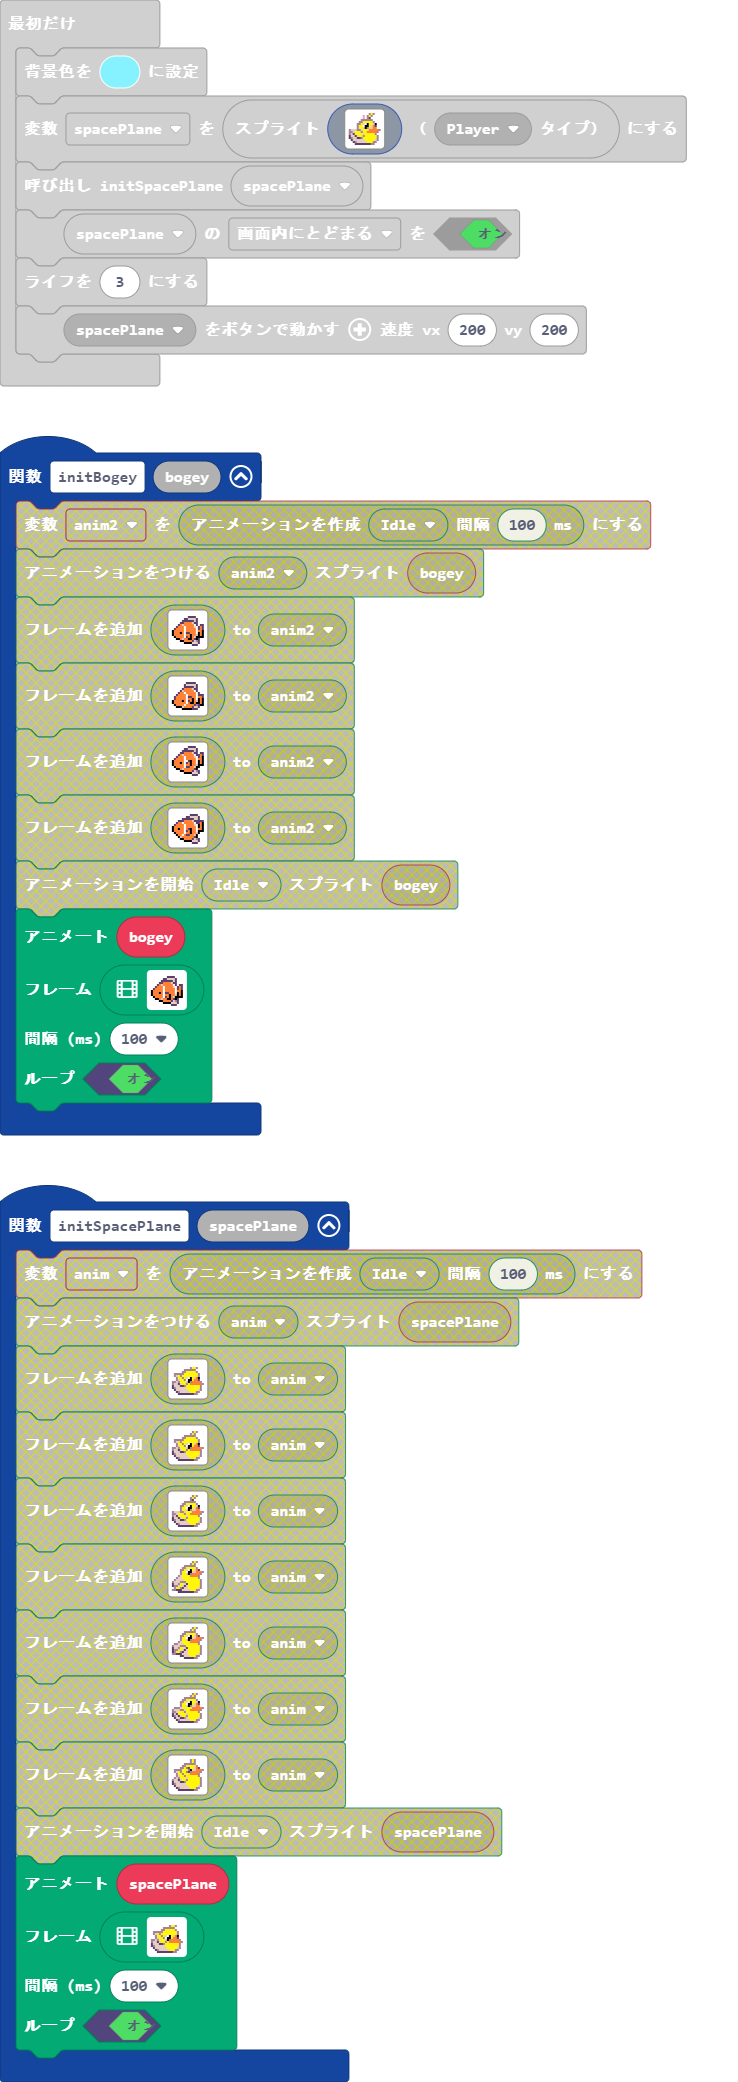 最初だけ
背景色を に設定
変数 spacePlane を スプライト ( Player タイプ) にする
呼び出し initSpacePlane spacePlane
spacePlane の 画面内にとどまる を オン
ライフを 3 にする
spacePlane をボタンで動かす 速度 vx 200 vy 200
関数 initBogey bogey
変数 anim2 を アニメーションを作成 Idle 間隔 100 ms にする
アニメーションをつける anim2 スプライト bogey
フレームを追加 to anim2
フレームを追加 to anim2
フレームを追加 to anim2
フレームを追加 to anim2
アニメーションを開始 Idle スプライト bogey
アニメート bogey
フレーム
間隔 (ms) 100
ループ オン
関数 initSpacePlane spacePlane
変数 anim を アニメーションを作成 Idle 間隔 100 ms にする
アニメーションをつける anim スプライト spacePlane
フレームを追加 to anim
フレームを追加 to anim
フレームを追加 to anim
フレームを追加 to anim
フレームを追加 to anim
フレームを追加 to anim
フレームを追加 to anim
アニメーションを開始 Idle スプライト spacePlane
アニメート spacePlane
フレーム
間隔 (ms) 100
ループ オン